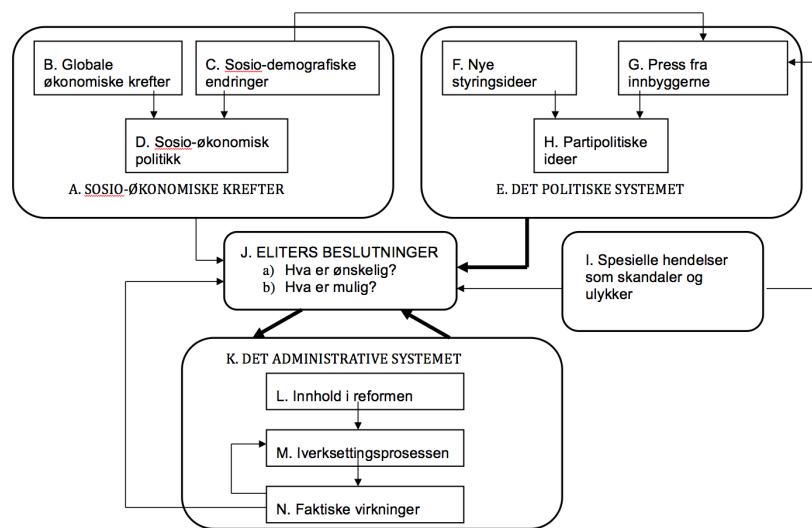 B. Globale
økonomiske krefter
C. Sosio-demografiske
endringer
D. Sosio-økonomisk
politikk
A. SOSIO-ØKONOMISKE KREFTER
F. Nye
styringsideer
G. Press fra
innbyggerne
H. Partipolitiske
ideer
E. DET POLITISKE SYSTEMET
J. ELITERS BESLUTNINGER
a) Hva er ønskelig?
b) Hva er mulig?
I. Spesielle hendelser
som skandaler og
ulykker
K. DET ADMINISTRATIVE SYSTEMET
L. Innhold i reformen
M. Iverksettingsprosessen
N. Faktiske virkninger